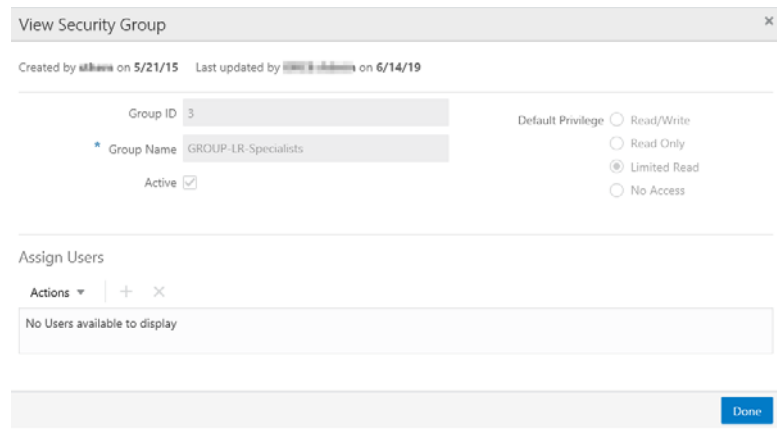 View Security Group
Created by on 5/21/15 Last updated by on 6/14/19
Group ID 3
* Group Name GROUP-LR-Specialists
Active
Default Privilege Read/Write
Read Only
Limited Read
No Access
Assign Users
Actions
No Users available to display
Done